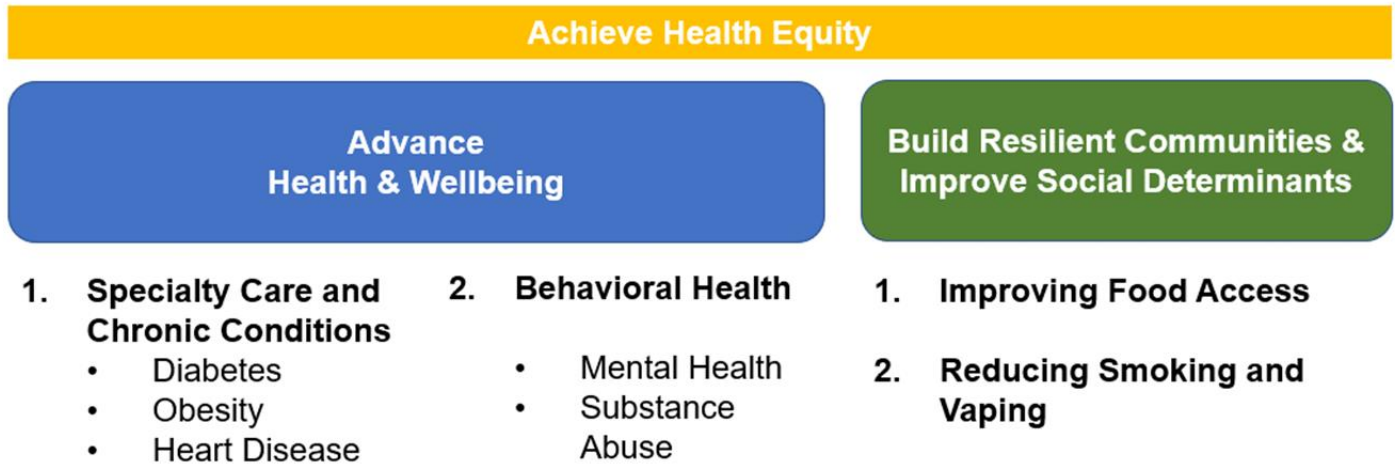 Achieve Health Equity
Advance
Health & Wellbeing
Build Resilient Communities &
Improve Social Determinants
1. Specialty Care and
Chronic Conditions
• Diabetes
• Obesity
• Heart Disease
2. Behavioral Health
• Mental Health
• Substance
Abuse
1. Improving Food Access
2. Reducing Smoking and
Vaping